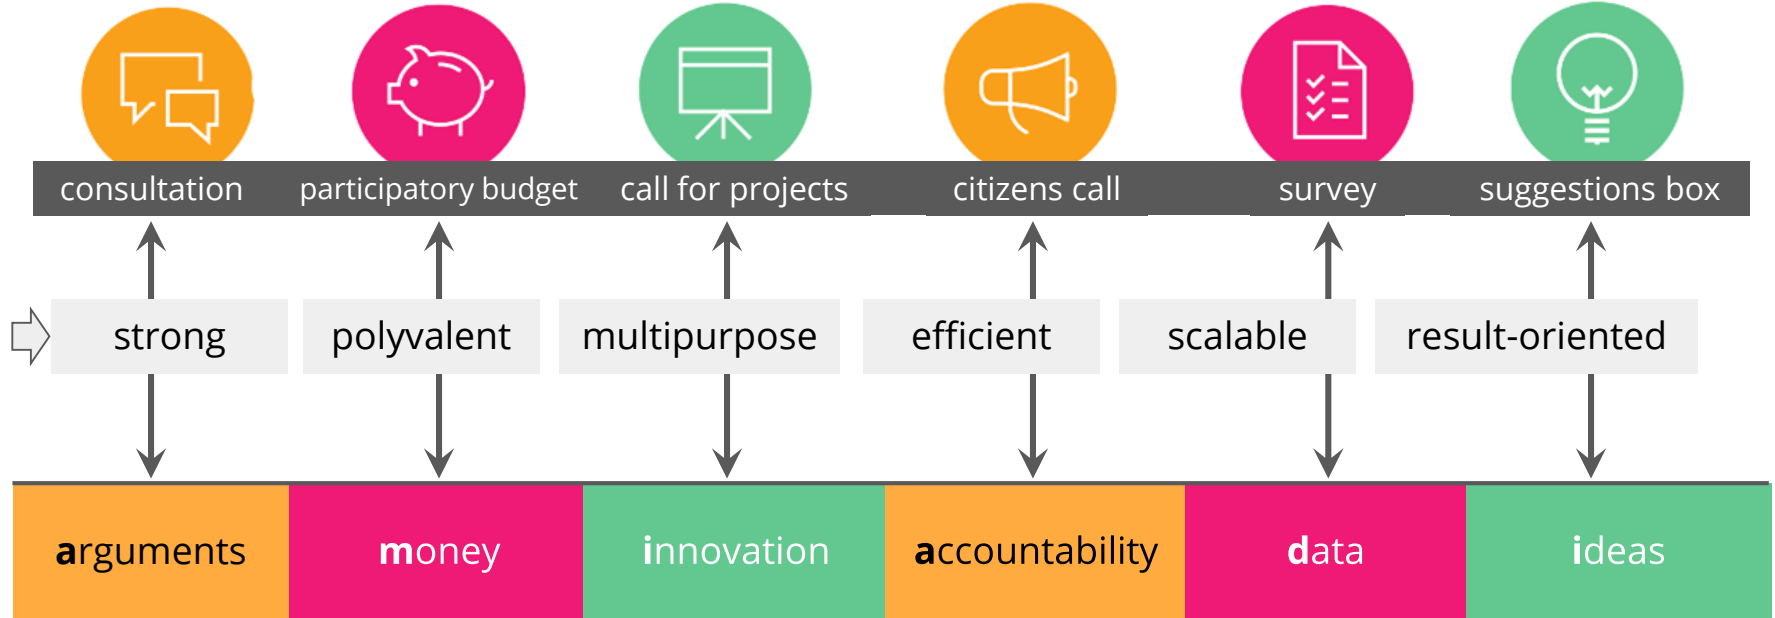 consultation participatory budget call for projects citizens call survey suggestions box
strong polyvalent multipurpose efficient scalable result-oriented
arguments money innovation accountability data ideas